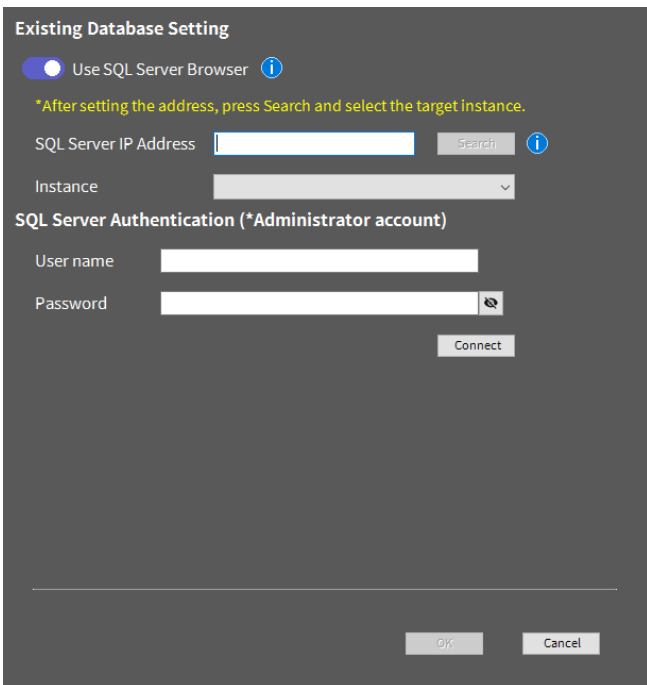 Existing Database Setting
Use SQL Server Browser
*After setting the address, press Search and select the target instance.
SQL Server IP Address Search
Instance
SQL Server Authentication (*Administrator account)
User name
Password
Connect
OK Cancel